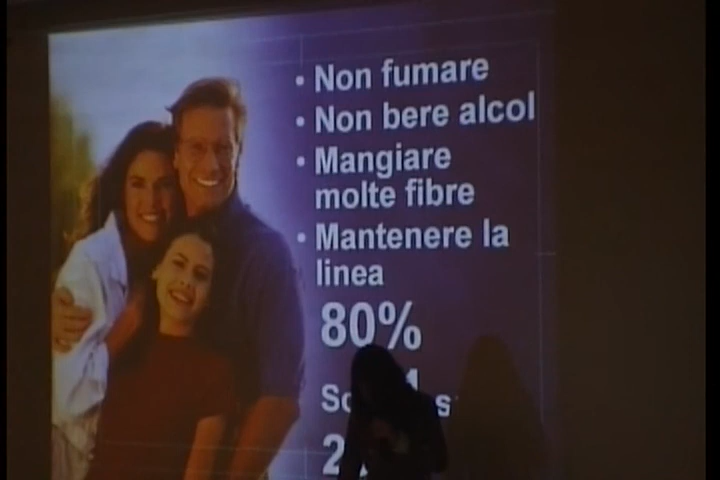 • Non fumare
• Non bere alcol
• Mangiare
molte fibre
• Mantenere la
linea
80%